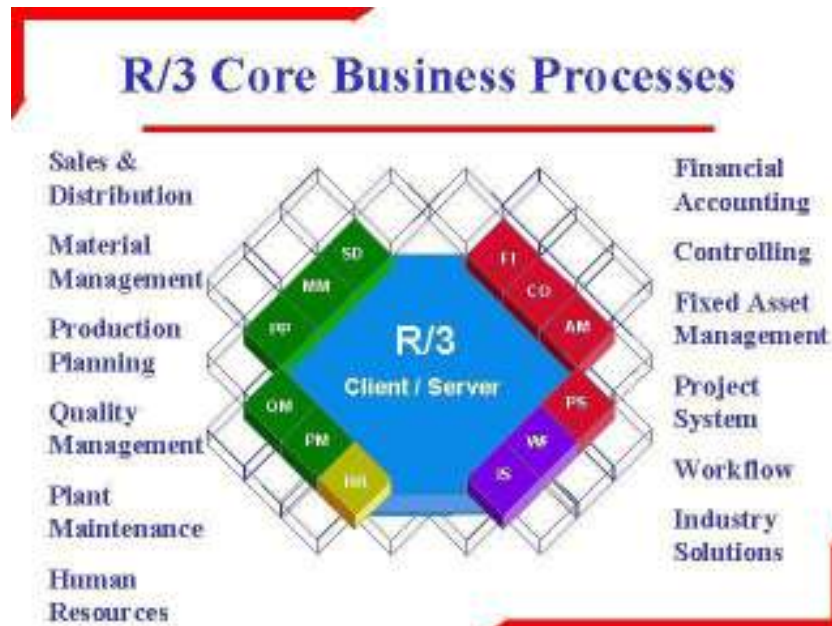 R/3 Core Business Processes
Sales &
Distribution
Material
Management
Production
Planning
Quality
Management
Plant
Maintenance
Human
Resources
SD
MM
PP
QM
PM
HR
R/3
Client / Server
FI
CO
AM
PS
WF
IS
Financial
Accounting
Controlling
Fixed Asset
Management
Project
System
Workflow
Industry
Solutions